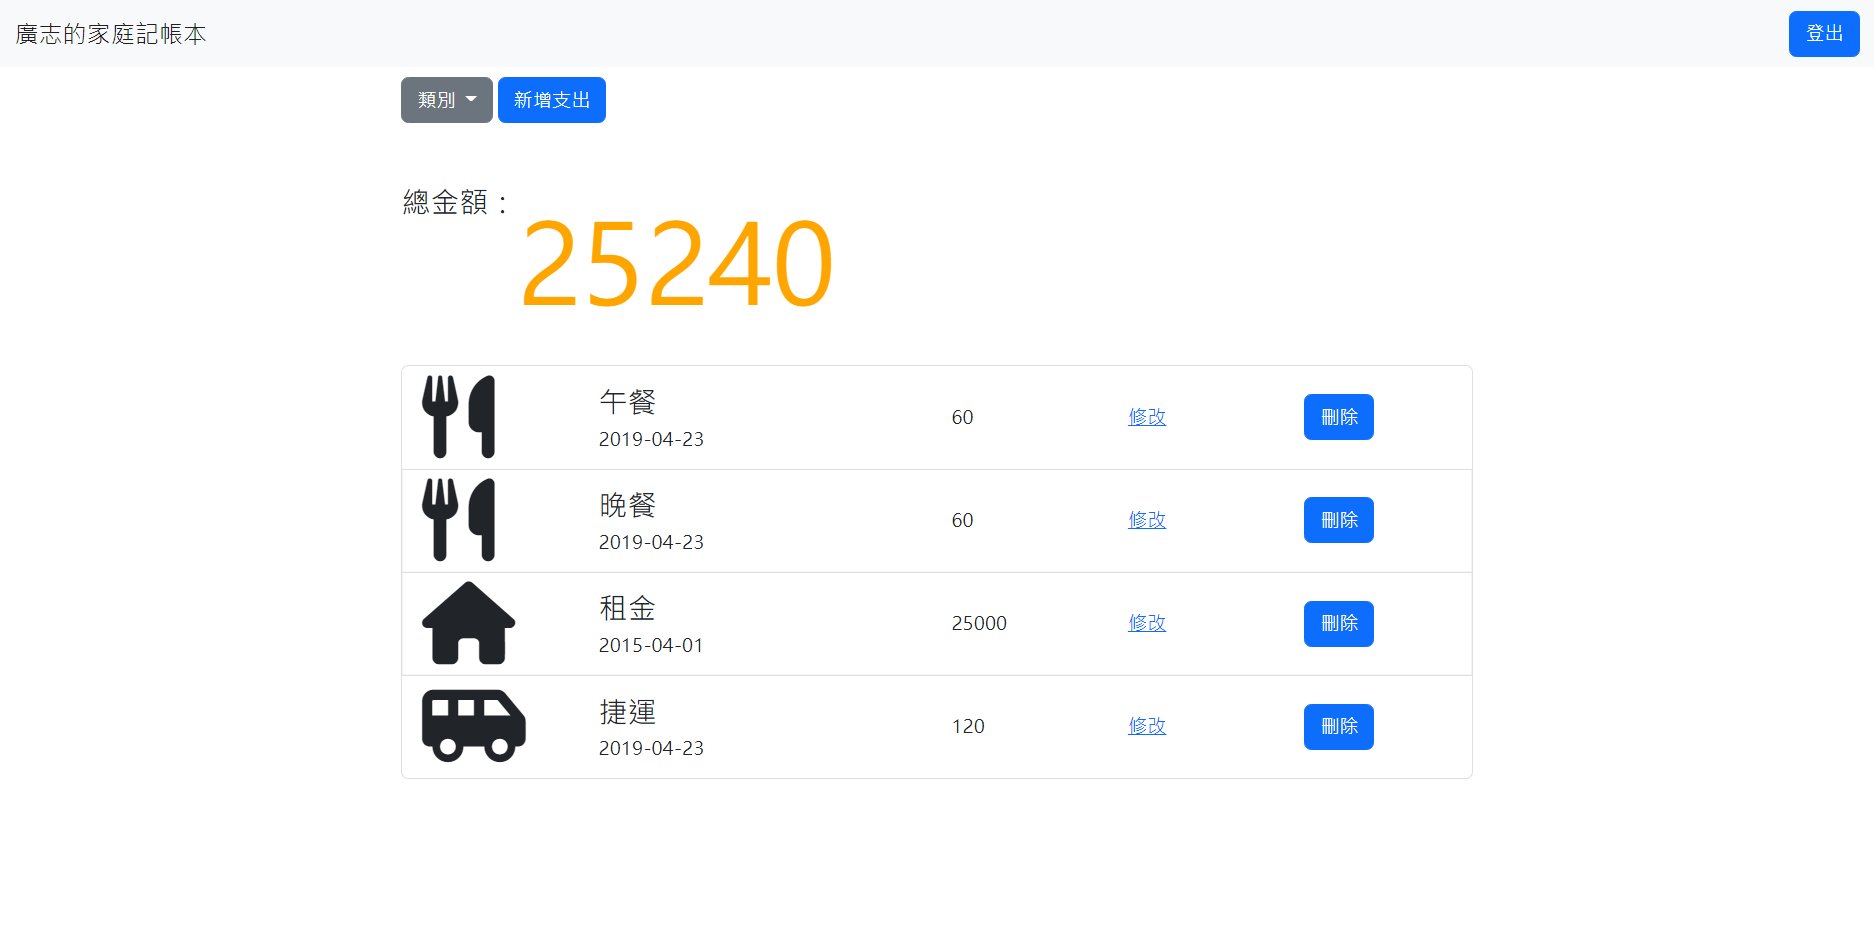 廣志的家庭記帳本
登出
類別
新增支出
總金額：
25240
午餐
2019-04-23
60
修改
刪除
晚餐
2019-04-23
60
修改
刪除
租金
2015-04-01
25000
修改
刪除
捷運
2019-04-23
120
修改
刪除